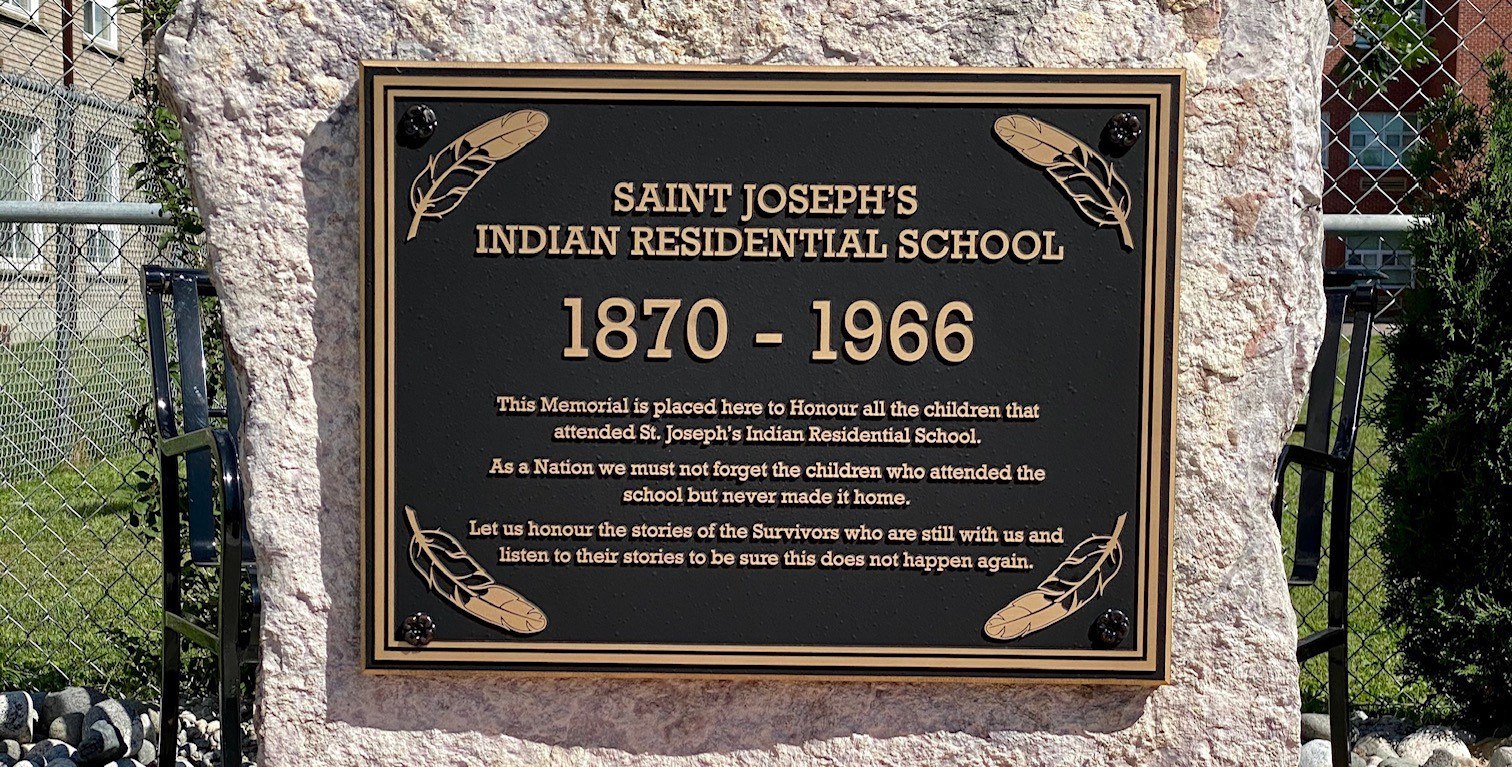 SAINT JOSEPH'S
INDIAN RESIDENTIAL SCHOOL
1870 - 1966
This Memorial is placed here to Honour all the children that
attended St. Joseph's Indian Residential School.
As a Nation we must not forget the children who attended the
school but never made it home.
Let us honour the stories of the Survivors who are still with us and
listen to their stories to be sure this does not happen again.